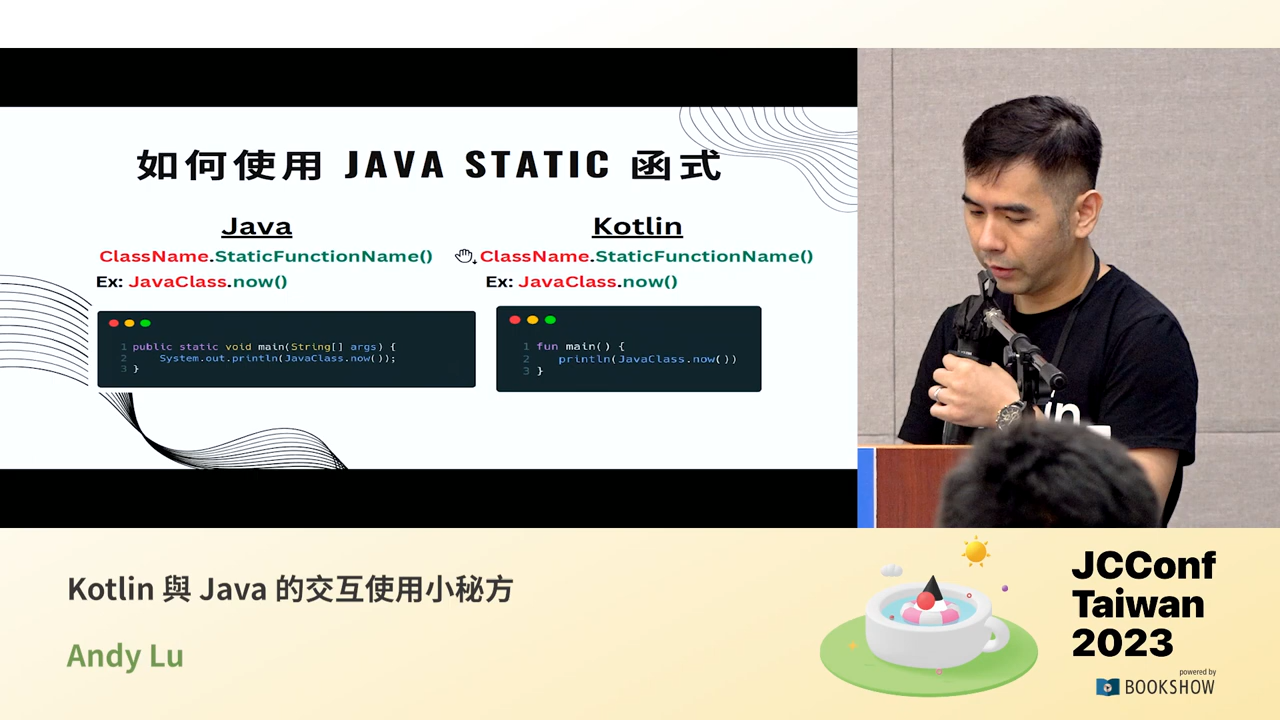 如何使用 JAVA STATIC 函式
Java
ClassName.StaticFunctionName()
Ex: JavaClass.now()
1 public static void main(String[] args) {
2 System.out.println(JavaClass.now());
3 }
Kotlin
ClassName.StaticFunctionName()
Ex: JavaClass.now()
1 fun main() {
2 println(JavaClass.now())
3 }
in
Kotlin 與 Java 的交互使用小秘方
Andy Lu
JCConf
Taiwan
2023
powered by
BOOKSHOW